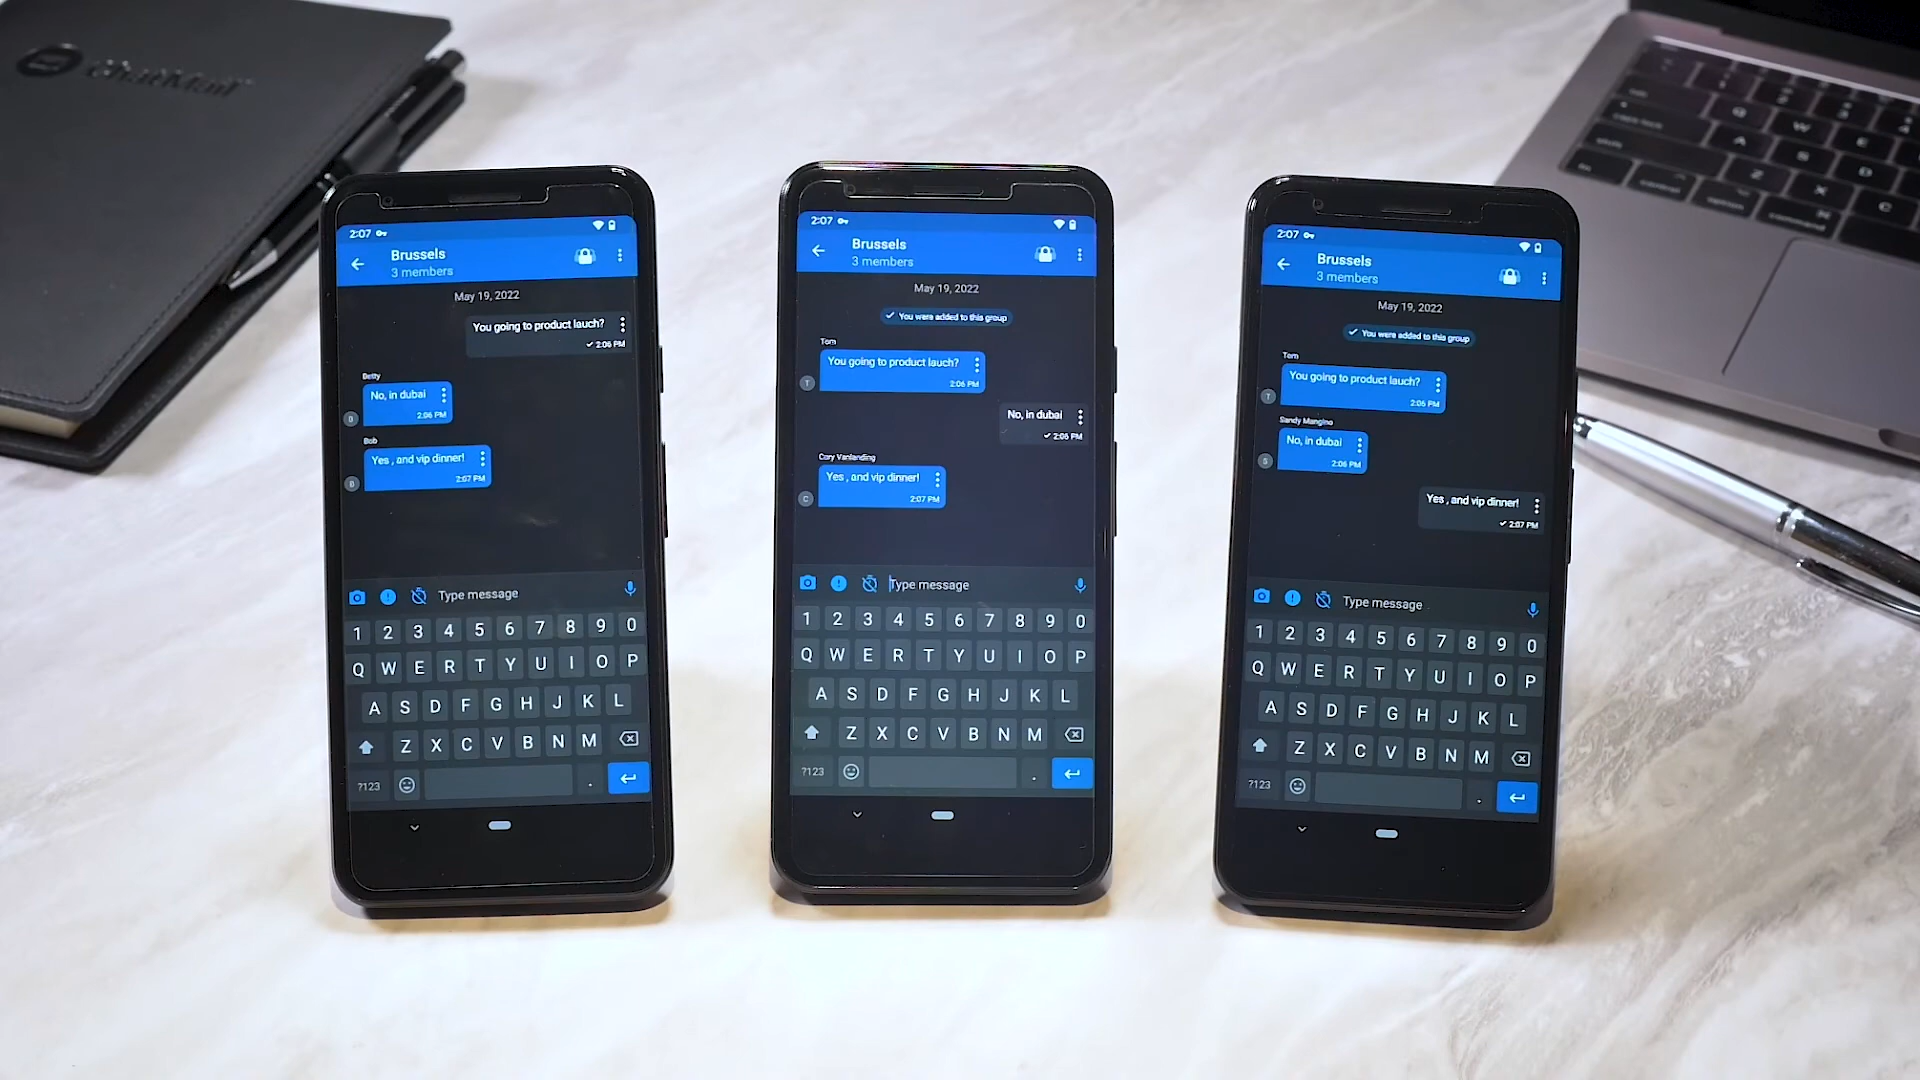 ChatMail
2:07
Brussels
3 members
May 19, 2022
You going to product lauch?
2:06 PM
Betty
No, in dubai
2:06 PM
Bob
Yes , and vip dinner!
2:07 PM
Type message
1 2 3 4 5 6 7 8 9 0
Q W E R T Y U I O P
A S D F G H J K L
Z X C V B N M
?123 .
2:07
Brussels
3 members
May 19, 2022
You were added to this group
Tom
You going to product lauch?
T
2:06 PM
No, in dubai
2:06 PM
Cory Vanlanding
Yes , and vip dinner!
C
2:07 PM
Type message
1 2 3 4 5 6 7 8 9 0
Q W E R T Y U I O P
A S D F G H J K L
Z X C V B N M
?123 .
2:07
Brussels
3 members
May 19, 2022
You were added to this group
Tom
You going to product lauch?
T
2:06 PM
Sandy Mangino
No, in dubai
S
2:06 PM
Yes , and vip dinner!
2:07 PM
Type message
1 2 3 4 5 6 7 8 9 0
Q W E R T Y U I O P
A S D F G H J K L
Z X C V B N M
?123 .